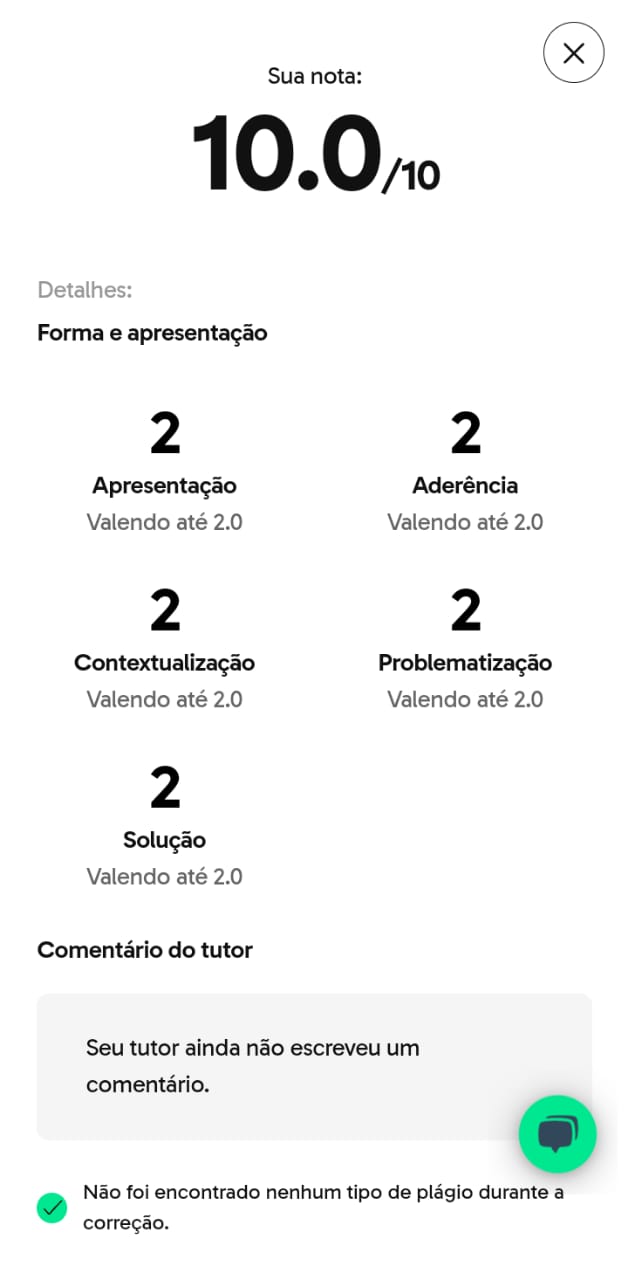 Sua nota:
10.0/10
Detalhes:
Forma e apresentação
2
Apresentação
Valendo até 2.0
2
Aderência
Valendo até 2.0
2
Contextualização
Valendo até 2.0
2
Problematização
Valendo até 2.0
2
Solução
Valendo até 2.0
Comentário do tutor
Seu tutor ainda não escreveu um
comentário.
Não foi encontrado nenhum tipo de plágio durante a
correção.